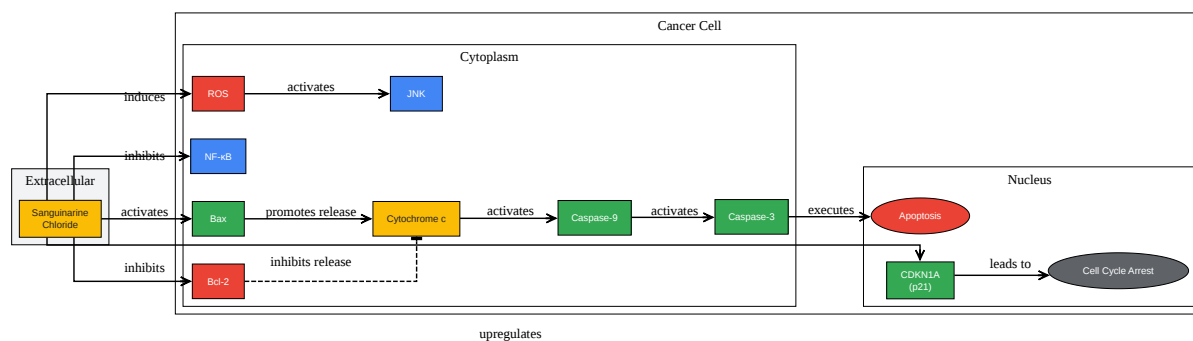 Cancer Cell
Cytoplasm
induces
ROS
activates
JNK
inhibits
NF-κB
Extracellular
Nucleus
Sanguinarine
Chloride
activates
Bax
promotes release
Cytochrome c
activates
Caspase-9
activates
Caspase-3
executes
Apoptosis
inhibits
Bcl-2
inhibits release
CDKN1A
(p21)
leads to
Cell Cycle Arrest
upregulates